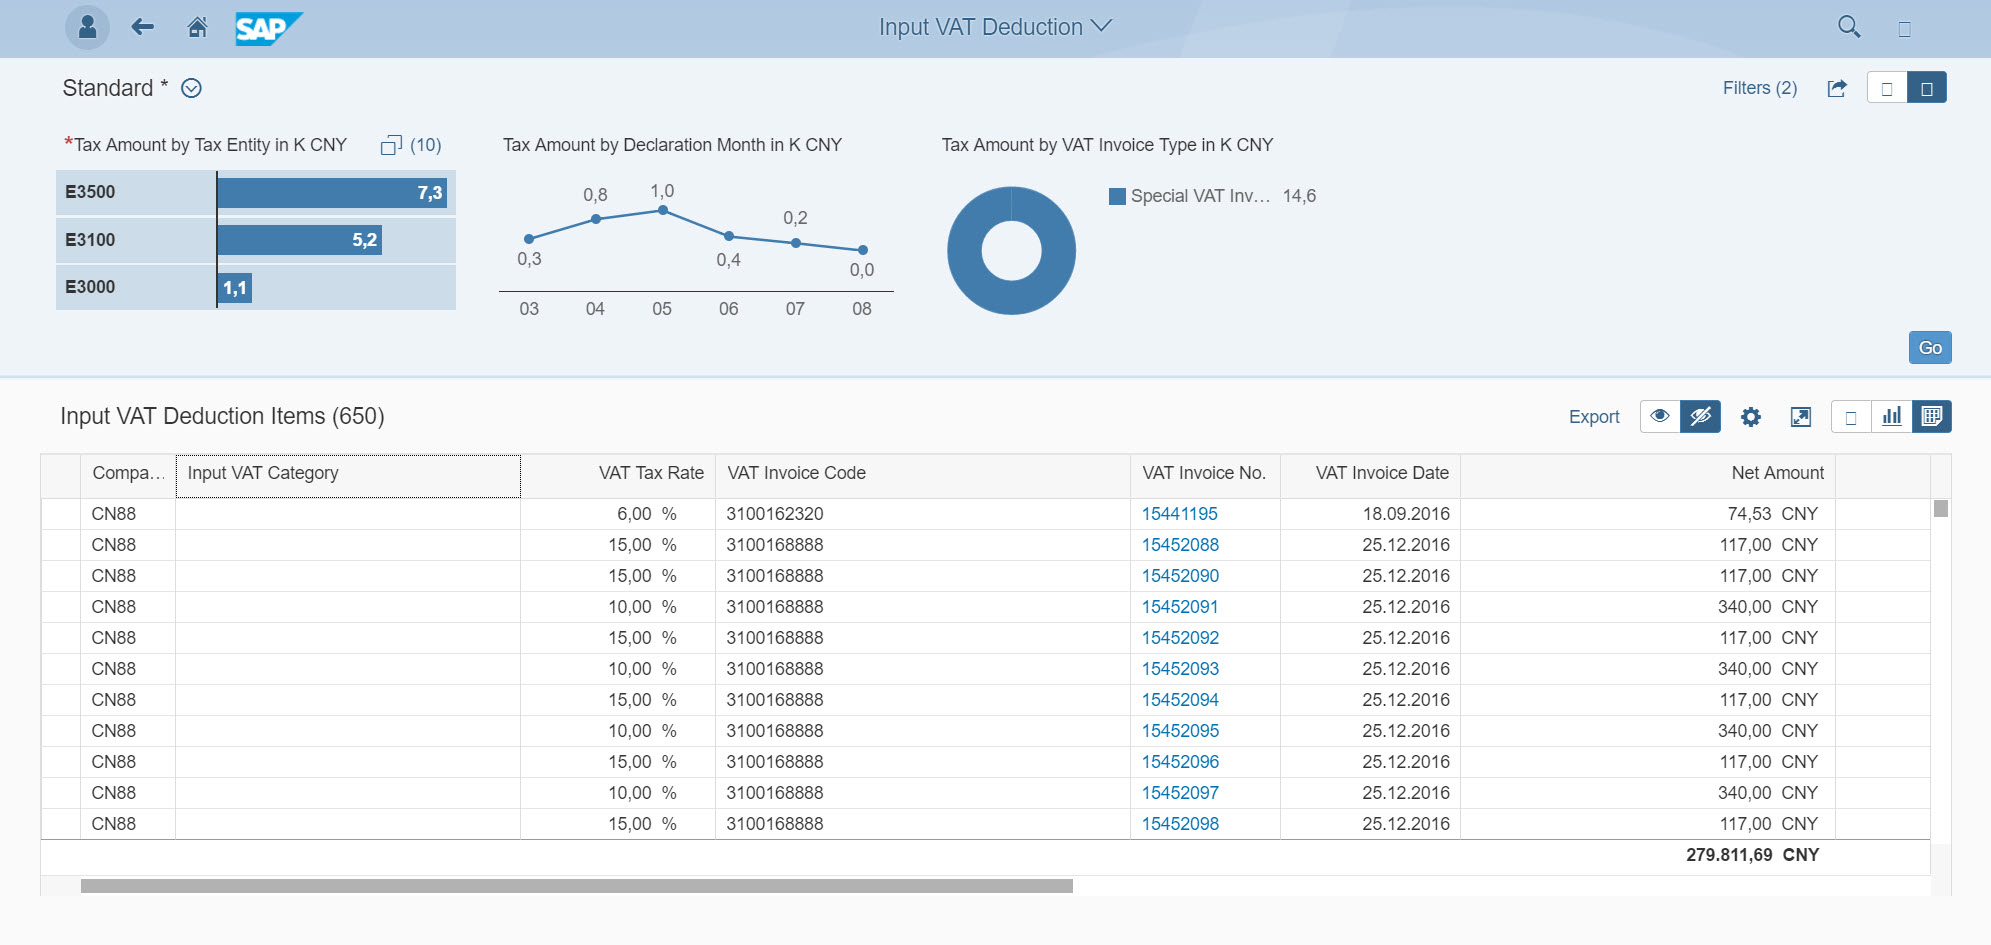 SAP
Input VAT Deduction
Standard *
Filters (2)
*Tax Amount by Tax Entity in K CNY (10)
E3500 7,3
E3100 5,2
E3000 1,1
Tax Amount by Declaration Month in K CNY
0,3 0,8 1,0 0,4 0,2 0,0
03 04 05 06 07 08
Tax Amount by VAT Invoice Type in K CNY
Special VAT Inv... 14,6
Go
Input VAT Deduction Items (650)
Export
Compa... Input VAT Category VAT Tax Rate VAT Invoice Code VAT Invoice No. VAT Invoice Date Net Amount
CN88 6,00 % 3100162320 15441195 18.09.2016 74,53 CNY
CN88 15,00 % 3100168888 15452088 25.12.2016 117,00 CNY
CN88 15,00 % 3100168888 15452090 25.12.2016 117,00 CNY
CN88 10,00 % 3100168888 15452091 25.12.2016 340,00 CNY
CN88 15,00 % 3100168888 15452092 25.12.2016 117,00 CNY
CN88 10,00 % 3100168888 15452093 25.12.2016 340,00 CNY
CN88 15,00 % 3100168888 15452094 25.12.2016 117,00 CNY
CN88 10,00 % 3100168888 15452095 25.12.2016 340,00 CNY
CN88 15,00 % 3100168888 15452096 25.12.2016 117,00 CNY
CN88 10,00 % 3100168888 15452097 25.12.2016 340,00 CNY
CN88 15,00 % 3100168888 15452098 25.12.2016 117,00 CNY
279.811,69 CNY